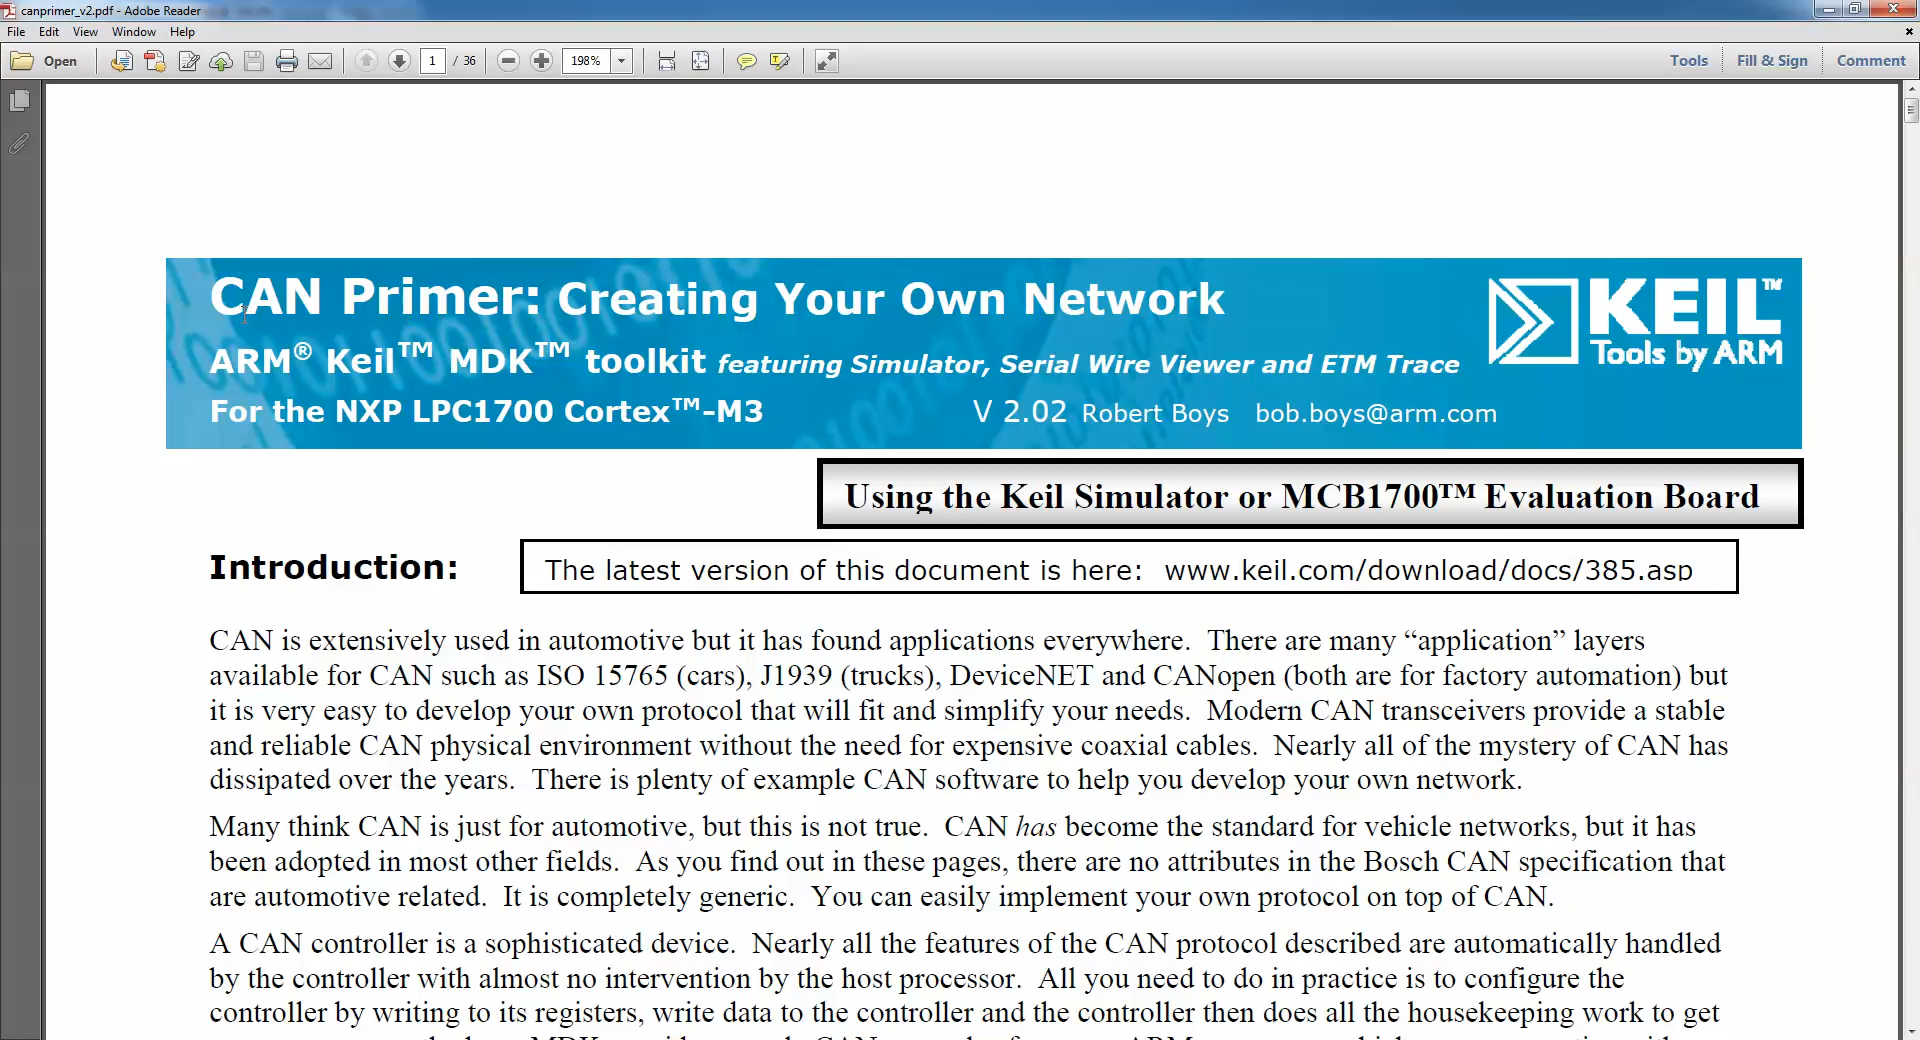 canprimer_v2.pdf - Adobe Reader
File Edit View Window Help
Open 1 / 36 198% Tools Fill & Sign Comment
CAN Primer: Creating Your Own Network
ARM® Keil™ MDK™ toolkit featuring Simulator, Serial Wire Viewer and ETM Trace
For the NXP LPC1700 Cortex™-M3 V 2.02 Robert Boys bob.boys@arm.com
KEIL™
Tools by ARM
Using the Keil Simulator or MCB1700™ Evaluation Board
Introduction: The latest version of this document is here: www.keil.com/download/docs/385.asp
CAN is extensively used in automotive but it has found applications everywhere. There are many “application” layers
available for CAN such as ISO 15765 (cars), J1939 (trucks), DeviceNET and CANopen (both are for factory automation) but
it is very easy to develop your own protocol that will fit and simplify your needs. Modern CAN transceivers provide a stable
and reliable CAN physical environment without the need for expensive coaxial cables. Nearly all of the mystery of CAN has
dissipated over the years. There is plenty of example CAN software to help you develop your own network.
Many think CAN is just for automotive, but this is not true. CAN has become the standard for vehicle networks, but it has
been adopted in most other fields. As you find out in these pages, there are no attributes in the Bosch CAN specification that
are automotive related. It is completely generic. You can easily implement your own protocol on top of CAN.
A CAN controller is a sophisticated device. Nearly all the features of the CAN protocol described are automatically handled
by the controller with almost no intervention by the host processor. All you need to do in practice is to configure the
controller by writing to its registers, write data to the controller and the controller then does all the housekeeping work to get